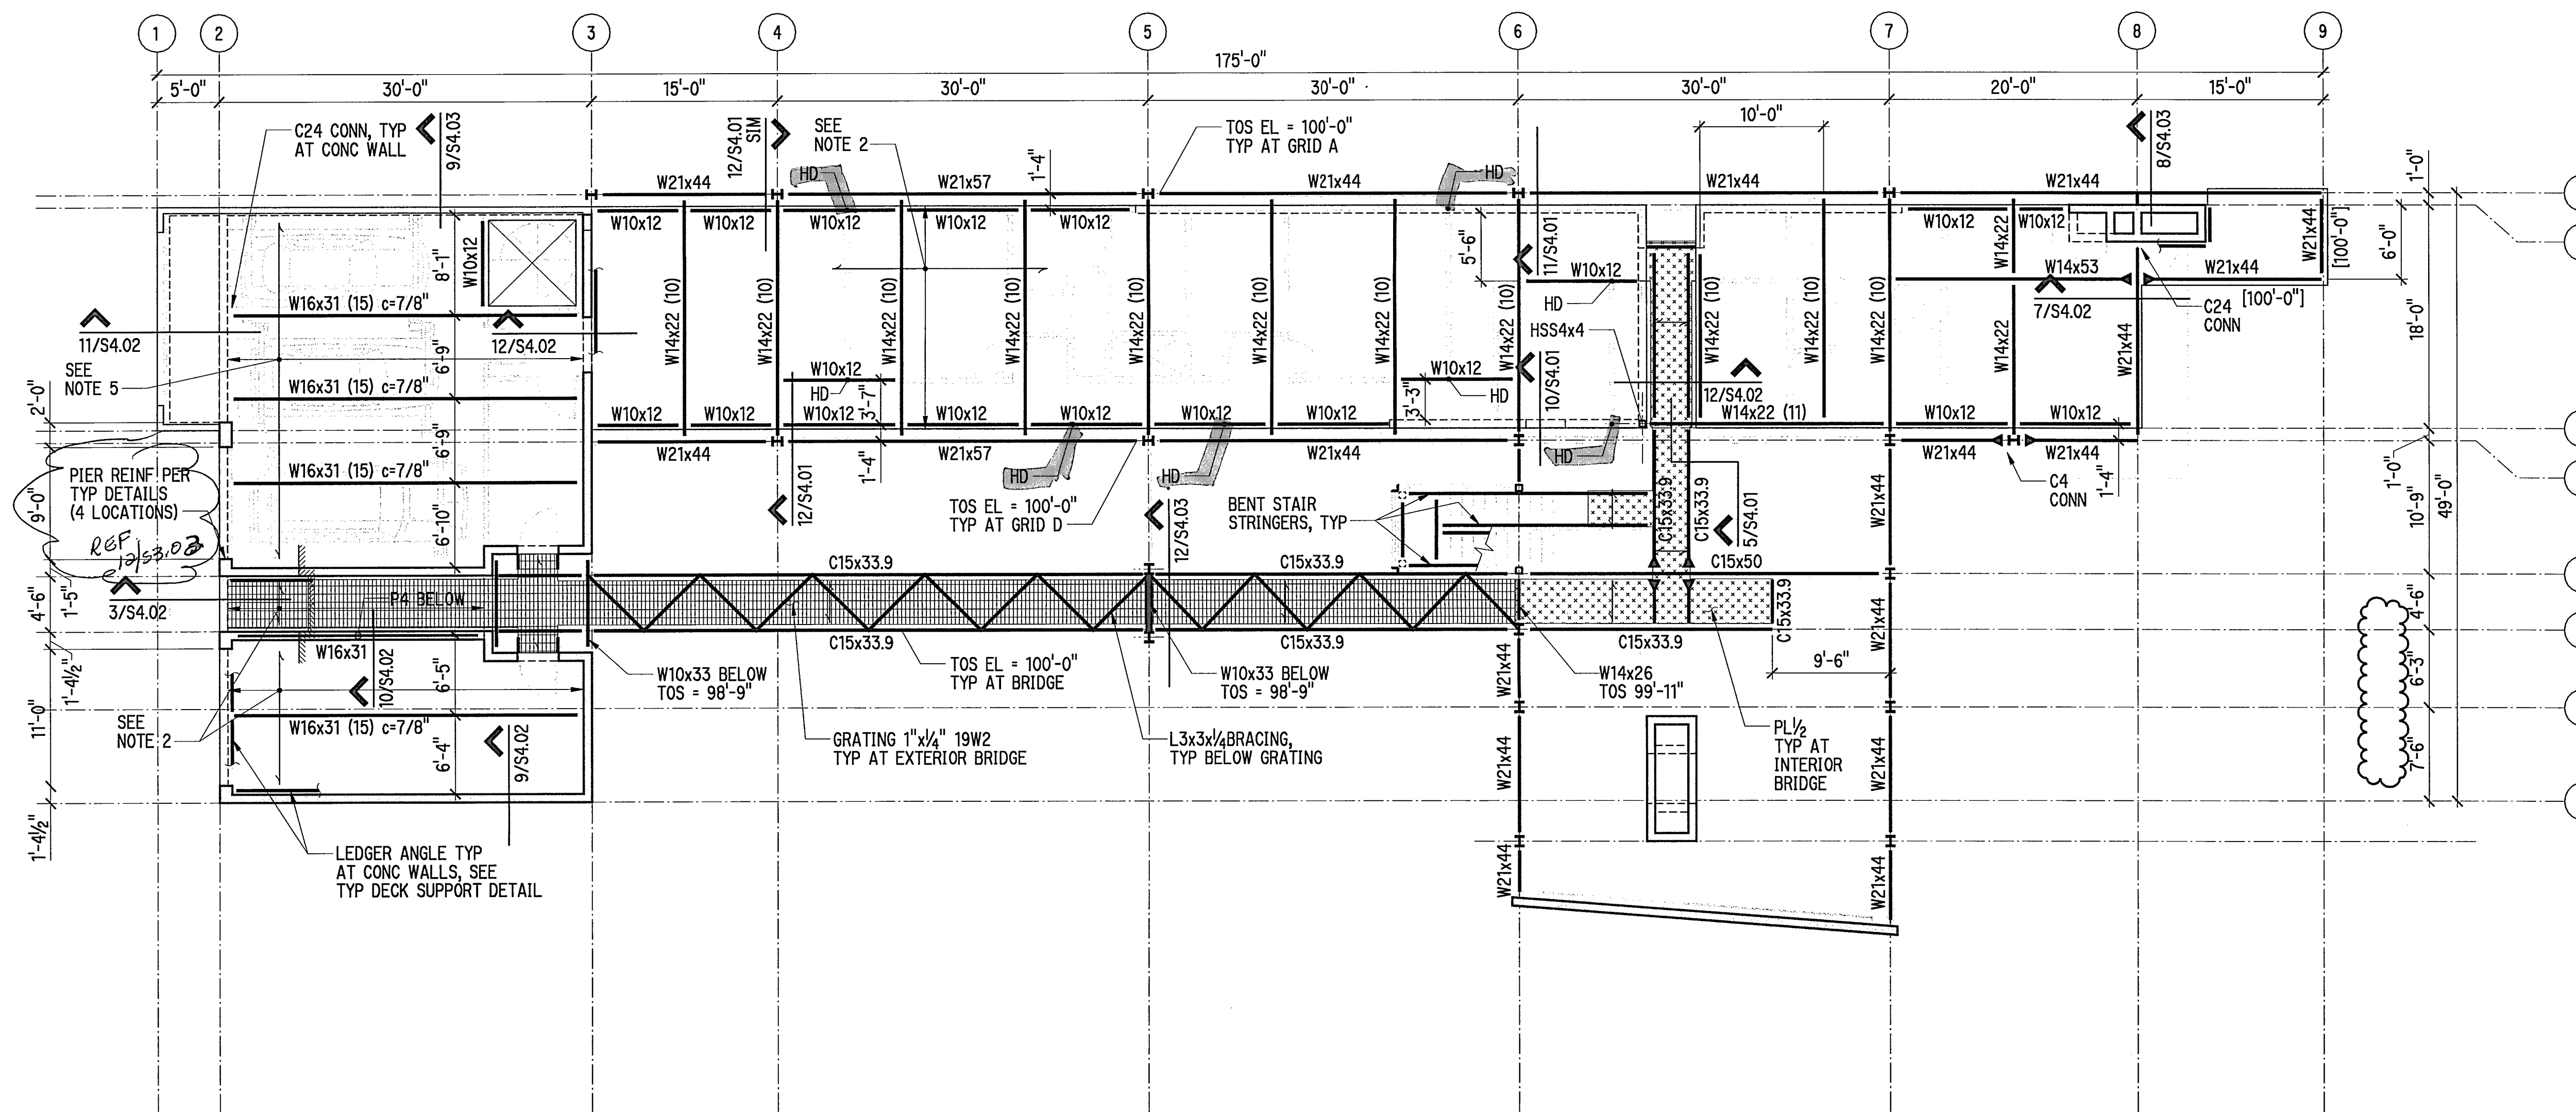 1 2 3 4 5 6 7 8 9
175'-0"
5'-0" 30'-0" 15'-0" 30'-0" 30'-0" 30'-0" 20'-0" 15'-0"
10'-0"
C24 CONN, TYP
AT CONC WALL
9/S4.03
12/S4.01
SIM
SEE
NOTE 2
TOS EL = 100'-0"
TYP AT GRID A
11/S4.01
8/S4.03
HD
HD
1'-4"
1'-0"
W21x44 W21x57 W21x44 W21x44 W21x44
W10x12 W10x12 W10x12 W10x12 W10x12 W10x12 W10x12
W10x12
8'-1"
5'-6"
W14x22
W21x44
[100'-0"]
6'-0"
W10x12
HD
W14x53 W21x44
[100'-0"]
7/S4.02
C24
CONN
W16x31 (15) c=7/8"
11/S4.02
12/S4.02
W14x22 (10) W14x22 (10) W14x22 (10) W14x22 (10) W14x22 (10) W14x22 (10) W14x22 (10) W14x22 (10) W14x22 (10) W14x22 (10) W14x22 (10)
HSS4x4
W14x22
W21x44
18'-0"
SEE
NOTE 5
6'-9"
W16x31 (15) c=7/8"
W10x12
HD
3'-7"
W10x12
HD
3'-3"
10/S4.01
12/S4.02
2'-0"
W10x12 W10x12 W10x12 W10x12 W10x12 W10x12 W10x12 W14x22 (11) W10x12 W10x12
W21x44 W21x57 W21x44 W21x44 W21x44
6'-9"
1'-4"
HD HD HD
1'-4"
1'-0"
C4
CONN
PIER REINF PER
TYP DETAILS
(4 LOCATIONS)
REF
12/S3.03
9'-0"
W16x31 (15) c=7/8"
12/S4.01
TOS EL = 100'-0"
TYP AT GRID D
12/S4.03
BENT STAIR
STRINGERS, TYP
C15x33.9
C15x33.9
5/S4.01
W21x44
10'-9"
49'-0"
6'-10"
C15x33.9 C15x33.9 C15x50
4'-6"
1'-5"
3/S4.02
P4 BELOW
C15x33.9
W21x44
4'-6"
C15x33.9 C15x33.9 C15x33.9
W16x31
10/S4.02
6'-5"
1'-4½"
W10x33 BELOW
TOS = 98'-9"
TOS EL = 100'-0"
TYP AT BRIDGE
W10x33 BELOW
TOS = 98'-9"
W21x44
W14x26
TOS 99'-11"
9'-6"
6'-3"
11'-0"
SEE
NOTE 2
W16x31 (15) c=7/8"
6'-4"
9/S4.02
GRATING 1"x¼" 19W2
TYP AT EXTERIOR BRIDGE
L3x3x¼BRACING,
TYP BELOW GRATING
W21x44
PL½
TYP AT
INTERIOR
BRIDGE
W21x44
7'-6"
1'-4½"
LEDGER ANGLE TYP
AT CONC WALLS, SEE
TYP DECK SUPPORT DETAIL
W21x44
W21x44